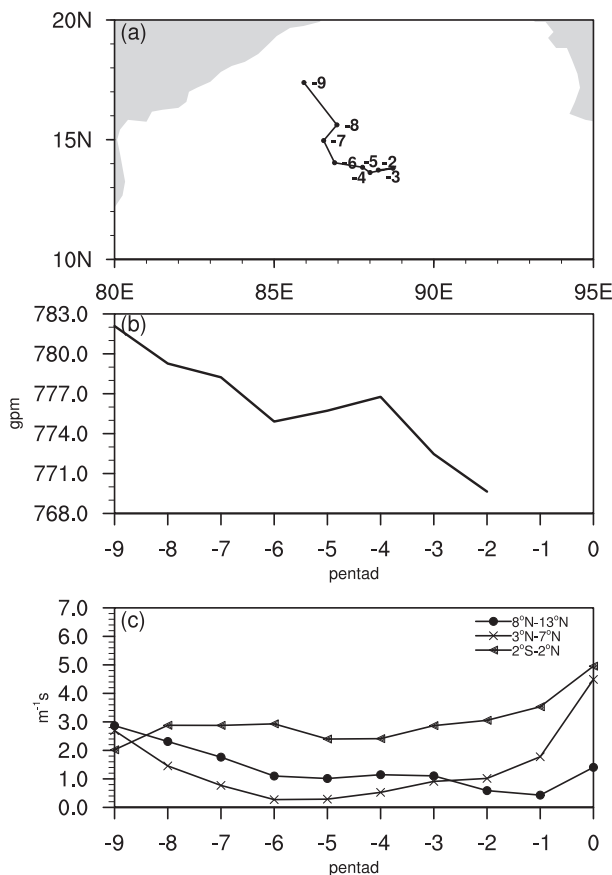 20N
(a)
-9
-8
15N
-7
-6 -5 -2
-4 -3
10N
80E 85E 90E 95E
783.0
(b)
780.0
777.0
gpm
774.0
771.0
768.0
-9 -8 -7 -6 -5 -4 -3 -2 -1 0
pentad
7.0
(c)
8°N-13°N
6.0
3°N-7°N
2°S-2°N
5.0
4.0
m⁻¹s
3.0
2.0
1.0
0.0
-9 -8 -7 -6 -5 -4 -3 -2 -1 0
pentad